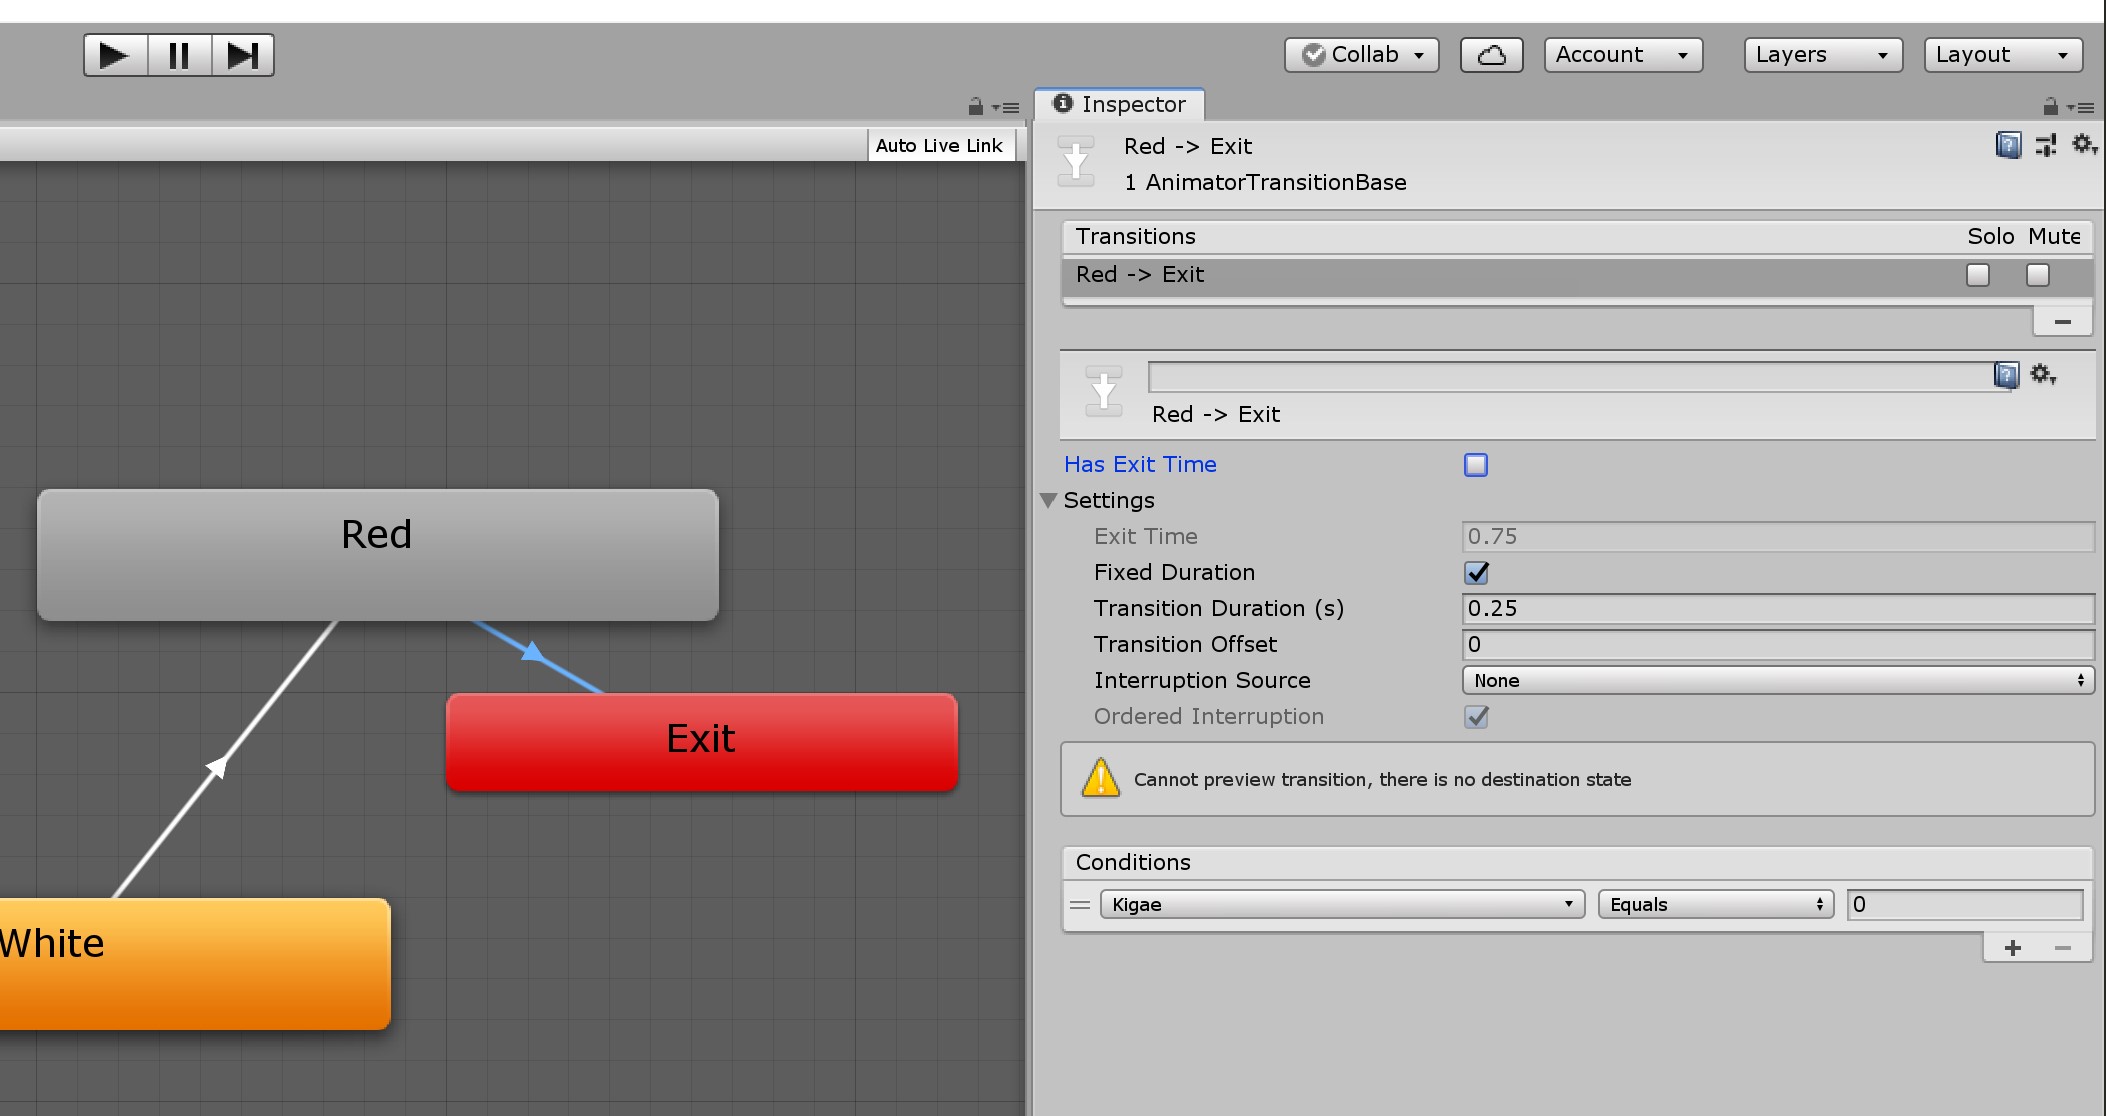 Collab
Account
Layers
Layout
Inspector
Auto Live Link
Red -> Exit
1 AnimatorTransitionBase
Transitions Solo Mute
Red -> Exit
Red -> Exit
Has Exit Time
Settings
Exit Time 0.75
Fixed Duration
Transition Duration (s) 0.25
Transition Offset 0
Interruption Source None
Ordered Interruption
Cannot preview transition, there is no destination state
Conditions
Kigae Equals 0
Red
Exit
White